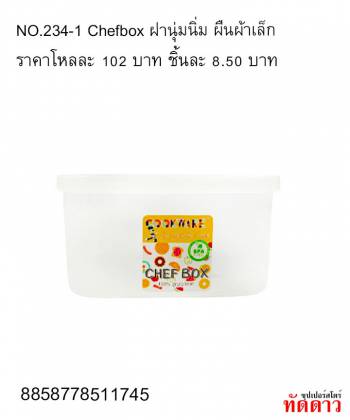 NO.234-1 Chefbox ฝานุ่มนิ่ม ผืนผ้าเล็ก
ราคาโหลละ 102 บาท ชิ้นละ 8.50 บาท
COOKWARE
CHEF BOX
8858778511745
ซุปเปอร์สโตร์
ทัดดาว